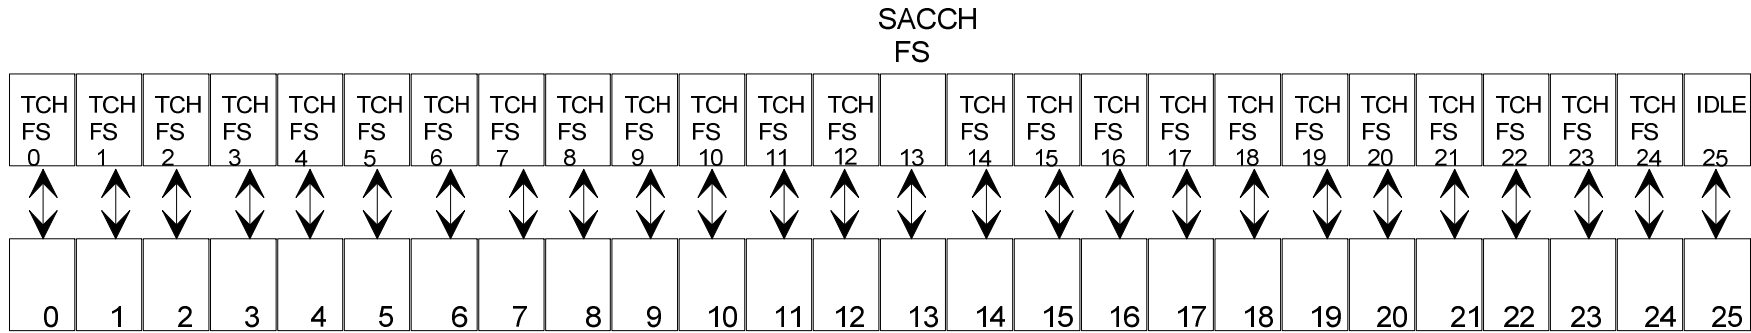 SACCH
FS
TCH TCH TCH TCH TCH TCH TCH TCH TCH TCH TCH TCH TCH TCH TCH TCH TCH TCH TCH TCH TCH TCH TCH TCH IDLE
FS FS FS FS FS FS FS FS FS FS FS FS FS FS FS FS FS FS FS FS FS FS FS FS
0 1 2 3 4 5 6 7 8 9 10 11 12 13 14 15 16 17 18 19 20 21 22 23 24 25
0 1 2 3 4 5 6 7 8 9 10 11 12 13 14 15 16 17 18 19 20 21 22 23 24 25